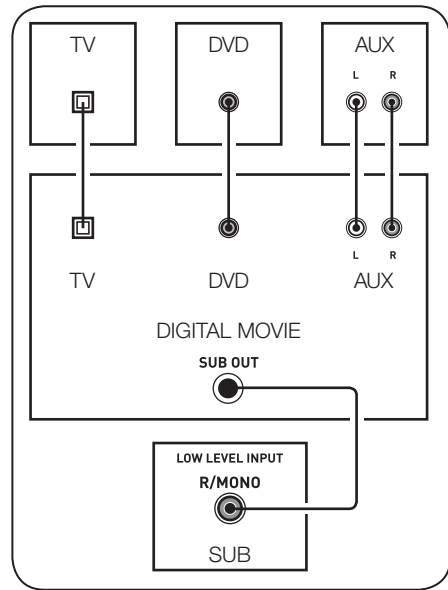 TV DVD AUX
L R
L R
TV DVD AUX
DIGITAL MOVIE
SUB OUT
LOW LEVEL INPUT
R/MONO
SUB